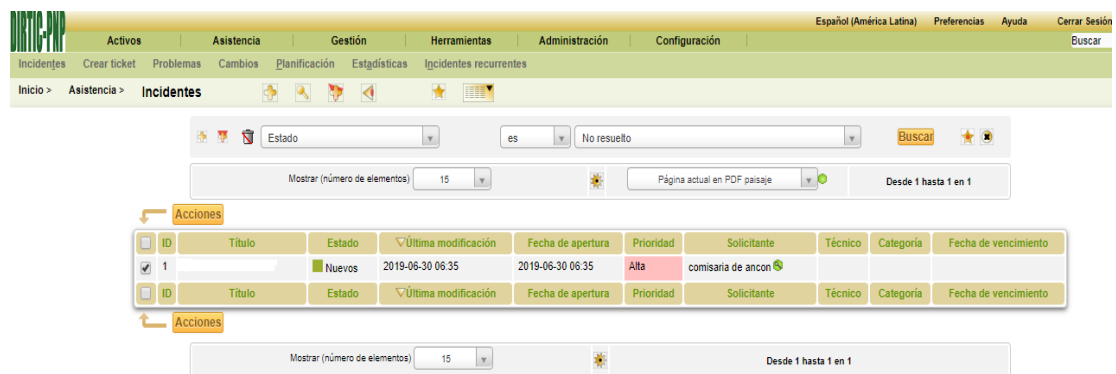 DIRTIC-PNP
Español (América Latina) Preferencias Ayuda Cerrar Sesión
Activos Asistencia Gestión Herramientas Administración Configuración Buscar
Incidentes Crear ticket Problemas Cambios Planificación Estadísticas Incidentes recurrentes
Inicio > Asistencia > Incidentes
Estado es No resuelto Buscar
Mostrar (número de elementos) 15 Página actual en PDF paisaje Desde 1 hasta 1 en 1
Acciones
ID Título Estado Última modificación Fecha de apertura Prioridad Solicitante Técnico Categoría Fecha de vencimiento
1 Nuevos 2019-06-30 06:35 2019-06-30 06:35 Alta comisaria de ancon
ID Título Estado Última modificación Fecha de apertura Prioridad Solicitante Técnico Categoría Fecha de vencimiento
Acciones
Mostrar (número de elementos) 15 Desde 1 hasta 1 en 1